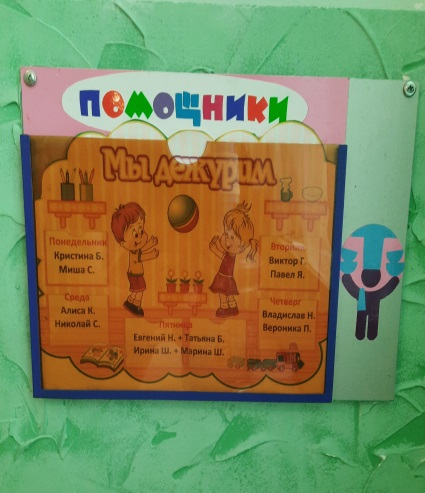 ПОМОЩНИКИ
Мы дежурим
Понедельник
Кристина Б.
Миша С.
Вторник
Виктор Г
Павел Я.
Среда
Алиса К.
Николай С.
Четверг
Владислав Н.
Вероника П.
Пятница
Евгений Н. + Татьяна Б.
Ирина Ш. + Марина Ш.